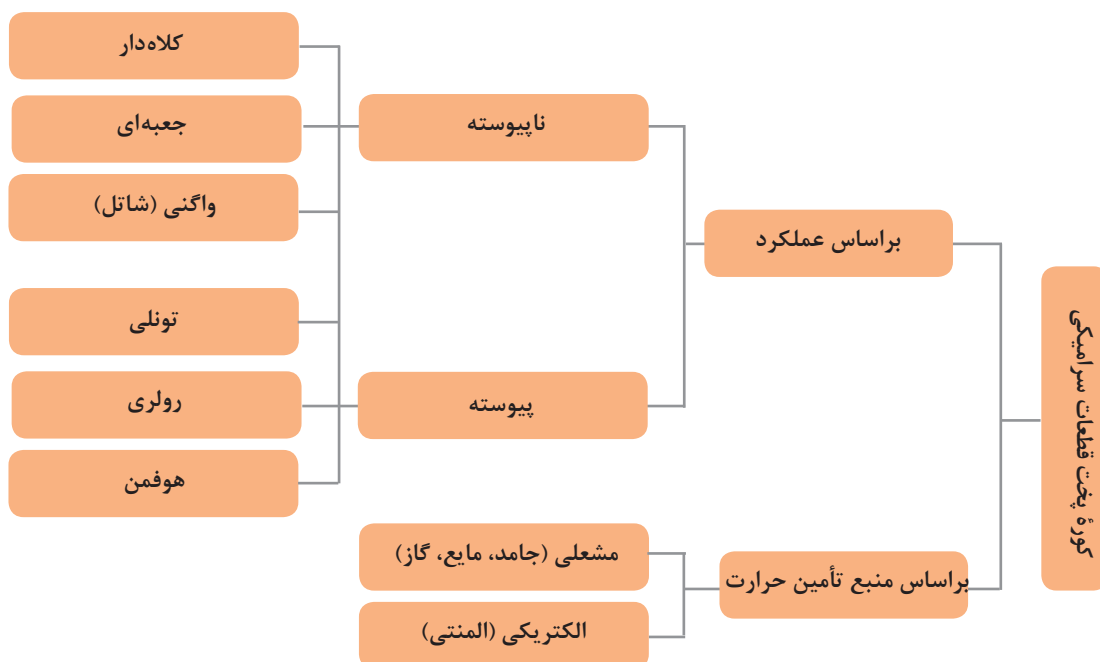 کورهٔ پخت قطعات سرامیکی
براساس عملکرد
ناپیوسته
کلاه‌دار
جعبه‌ای
واگنی (شاتل)
پیوسته
تونلی
رولری
هوفمن
براساس منبع تأمین حرارت
مشعلی (جامد، مایع، گاز)
الکتریکی (المنتی)